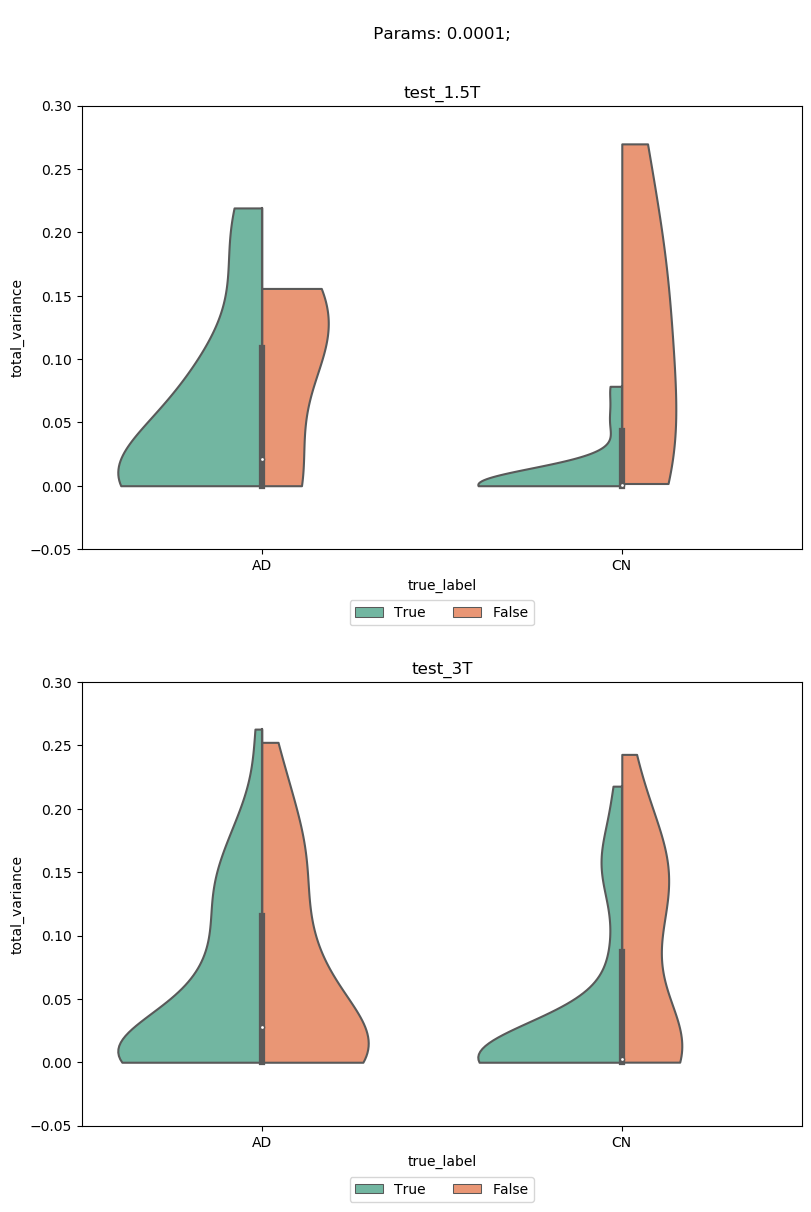 Params: 0.0001;
test_1.5T
0.30
0.25
0.20
0.15
0.10
0.05
0.00
−0.05
total_variance
AD CN
true_label
True False
test_3T
0.30
0.25
0.20
0.15
0.10
0.05
0.00
−0.05
total_variance
AD CN
true_label
True False